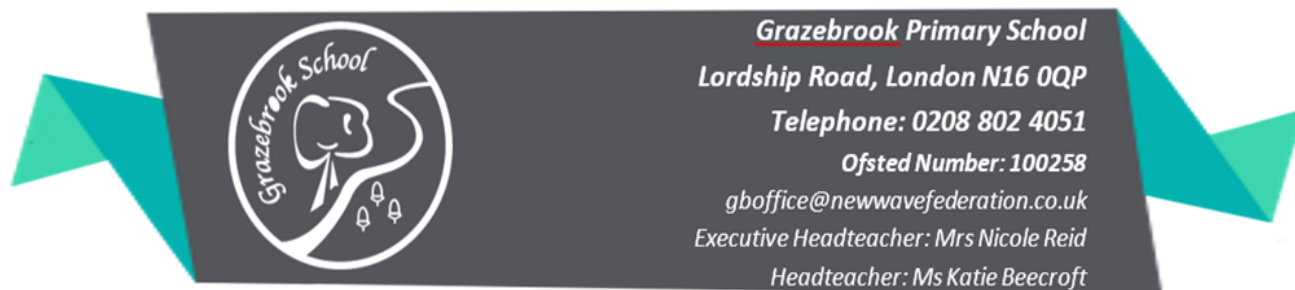 Grazebrook School
Grazebrook Primary School
Lordship Road, London N16 0QP
Telephone: 0208 802 4051
Ofsted Number: 100258
gboffice@newwavefederation.co.uk
Executive Headteacher: Mrs Nicole Reid
Headteacher: Ms Katie Beecroft